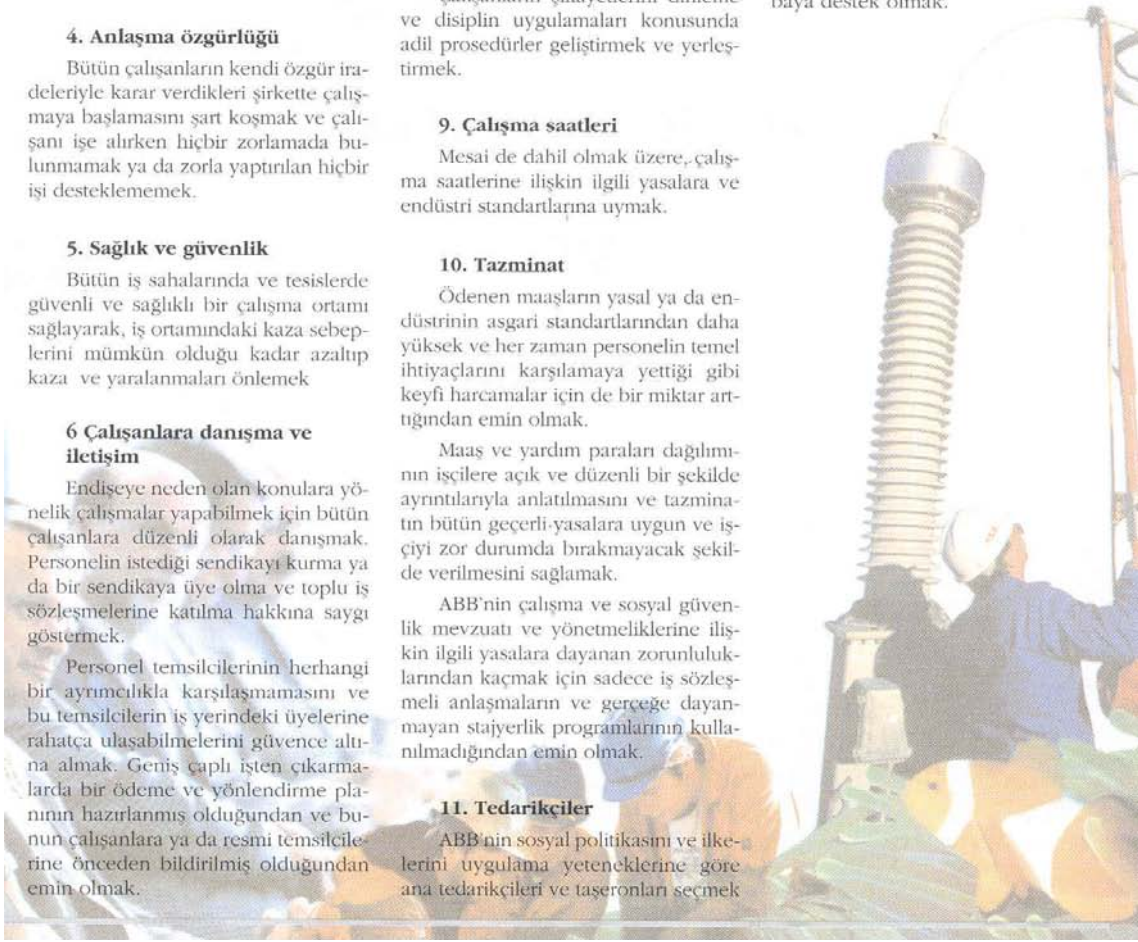 4. Anlaşma özgürlüğü
Bütün çalışanların kendi özgür ira-
deleriyle karar verdikleri şirkette çalış-
maya başlamasını şart koşmak ve çalı-
şanı işe alırken hiçbir zorlamada bu-
lunmamak ya da zorla yaptırılan hiçbir
işi desteklememek.
5. Sağlık ve güvenlik
Bütün iş sahalarında ve tesislerde
güvenli ve sağlıklı bir çalışma ortamı
sağlayarak, iş ortamındaki kaza sebep-
lerini mümkün olduğu kadar azaltıp
kaza ve yaralanmaları önlemek
6 Çalışanlara danışma ve
iletişim
Endişeye neden olan konulara yö-
nelik çalışmalar yapabilmek için bütün
çalışanlara düzenli olarak danışmak.
Personelin istediği sendikayı kurma ya
da bir sendikaya üye olma ve toplu iş
sözleşmelerine katılma hakkına saygı
göstermek.
Personel temsilcilerinin herhangi
bir ayrımcılıkla karşılaşmamasını ve
bu temsilcilerin iş yerindeki üyelerine
rahatça ulaşabilmelerini güvence altı-
na almak. Geniş çaplı işten çıkarma-
larda bir ödeme ve yönlendirme pla-
nının hazırlanmış olduğundan ve bu-
nun çalışanlara ya da resmi temsilcile-
rine önceden bildirilmiş olduğundan
emin olmak.
ve disiplin uygulamaları konusunda
adil prosedürler geliştirmek ve yerleş-
tirmek.
9. Çalışma saatleri
Mesai de dahil olmak üzere, çalış-
ma saatlerine ilişkin ilgili yasalara ve
endüstri standartlarına uymak.
10. Tazminat
Ödenen maaşların yasal ya da en-
düstrinin asgari standartlarından daha
yüksek ve her zaman personelin temel
ihtiyaçlarını karşılamaya yettiği gibi
keyfi harcamalar için de bir miktar art-
tığından emin olmak.
Maaş ve yardım paraları dağılımı-
nın işçilere açık ve düzenli bir şekilde
ayrıntılarıyla anlatılmasını ve tazmina-
tın bütün geçerli yasalara uygun ve iş-
çiyi zor durumda bırakmayacak şekil-
de verilmesini sağlamak.
ABB'nin çalışma ve sosyal güven-
lik mevzuatı ve yönetmeliklerine iliş-
kin ilgili yasalara dayanan zorunluluk-
larından kaçmak için sadece iş sözleş-
meli anlaşmaların ve gerçeğe dayan-
mayan stajyerlik programlarının kulla-
nılmadığından emin olmak.
11. Tedarikçiler
ABB'nin sosyal politikasını ve ilke-
lerini uygulama yeteneklerine göre
ana tedarikçileri ve taşeronları seçmek
baya destek olmak.